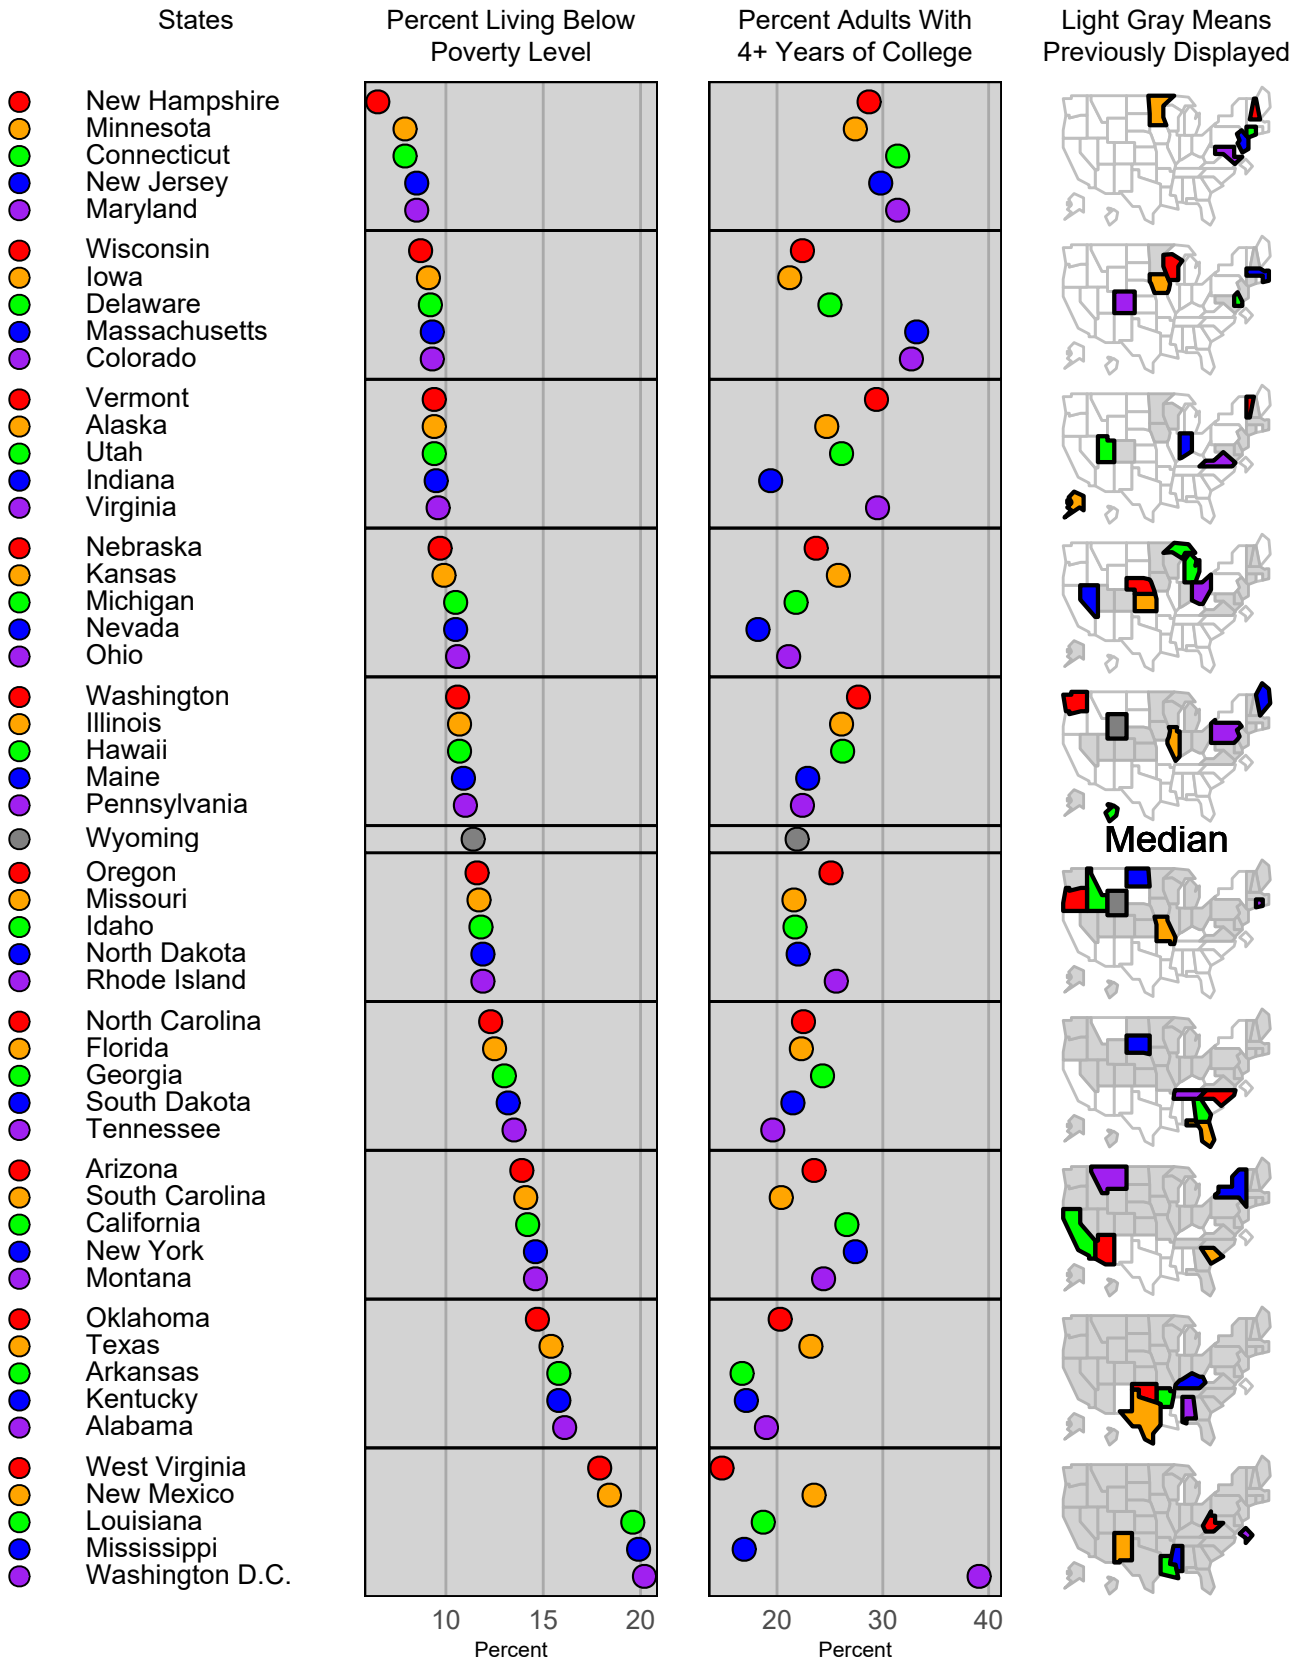 States
Percent Living Below
Poverty Level
Percent Adults With
4+ Years of College
Light Gray Means
Previously Displayed
New Hampshire
Minnesota
Connecticut
New Jersey
Maryland
Wisconsin
Iowa
Delaware
Massachusetts
Colorado
Vermont
Alaska
Utah
Indiana
Virginia
Nebraska
Kansas
Michigan
Nevada
Ohio
Washington
Illinois
Hawaii
Maine
Pennsylvania
Wyoming
Median
Oregon
Missouri
Idaho
North Dakota
Rhode Island
North Carolina
Florida
Georgia
South Dakota
Tennessee
Arizona
South Carolina
California
New York
Montana
Oklahoma
Texas
Arkansas
Kentucky
Alabama
West Virginia
New Mexico
Louisiana
Mississippi
Washington D.C.
10 15 20
Percent
20 30 40
Percent